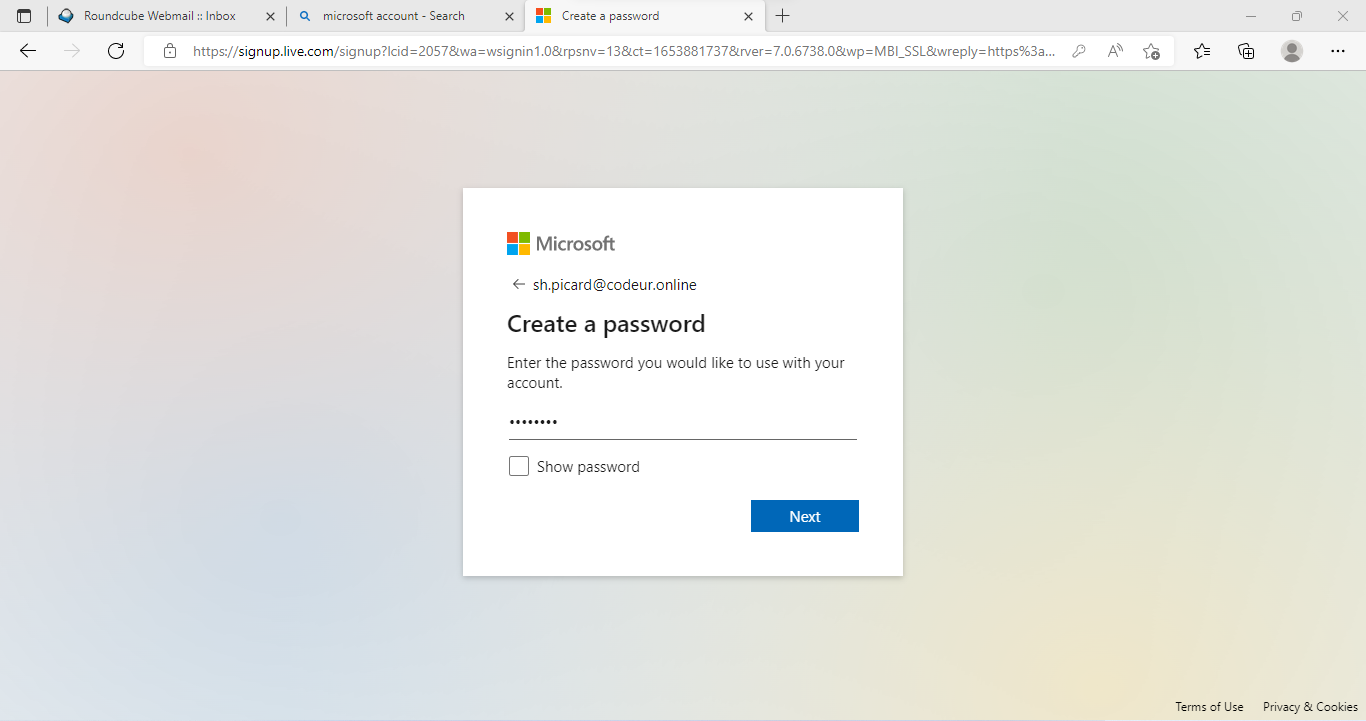 Roundcube Webmail :: Inbox
microsoft account - Search
Create a password
https://signup.live.com/signup?lcid=2057&wa=wsignin1.0&rpsnv=13&ct=1653881737&rver=7.0.6738.0&wp=MBI_SSL&wreply=https%3a...
Microsoft
sh.picard@codeur.online
Create a password
Enter the password you would like to use with your
account.
••••••••
Show password
Next
Terms of Use Privacy & Cookies